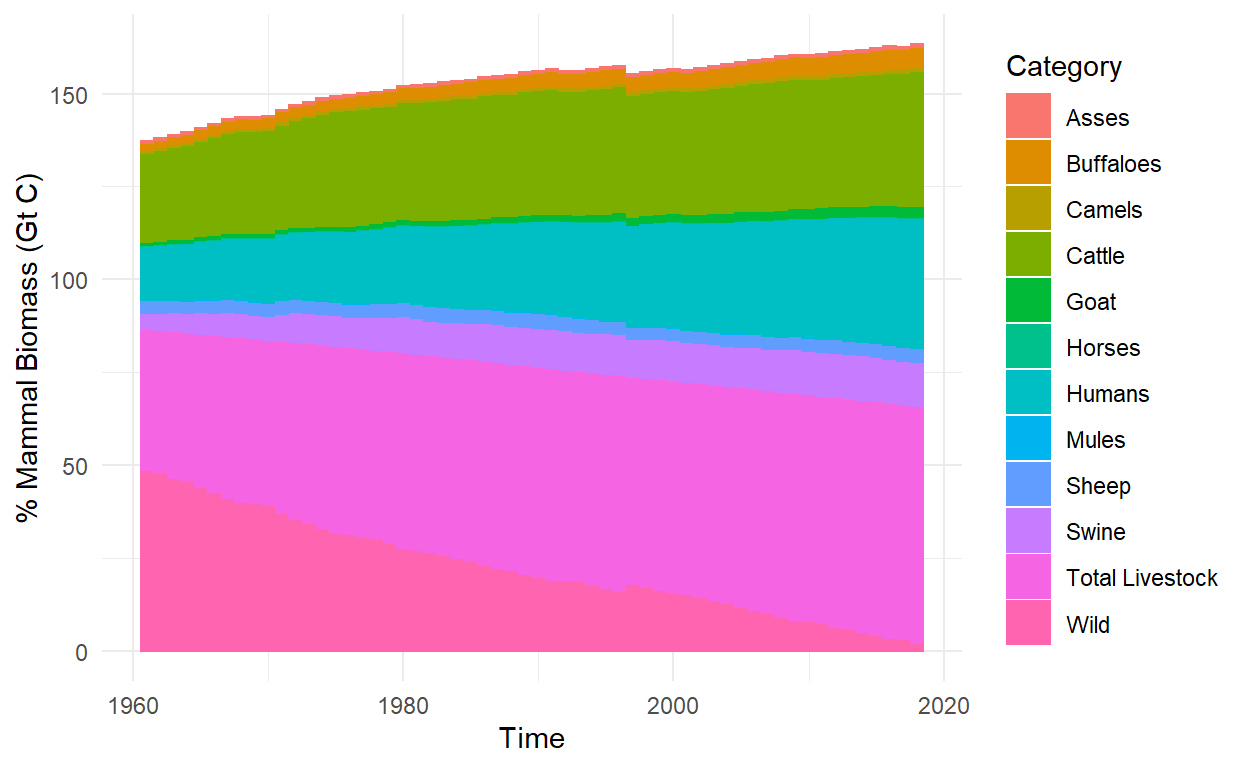 Category
Asses
Buffaloes
Camels
Cattle
Goat
Horses
Humans
Mules
Sheep
Swine
Total Livestock
Wild
% Mammal Biomass (Gt C)
150
100
50
0
1960
1980
2000
2020
Time